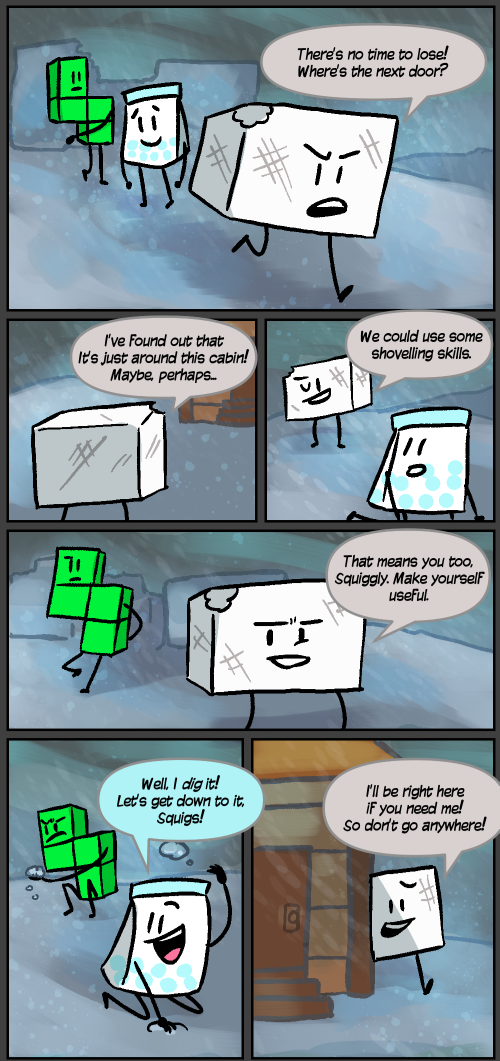 There's no time to lose!
Where's the next door?
I've found out that
It's just around this cabin!
Maybe, perhaps...
We could use some
shovelling skills.
That means you too,
Squiggly. Make yourself
useful.
Well, I dig it!
Let's get down to it,
Squigs!
I'll be right here
if you need me!
So don't go anywhere!